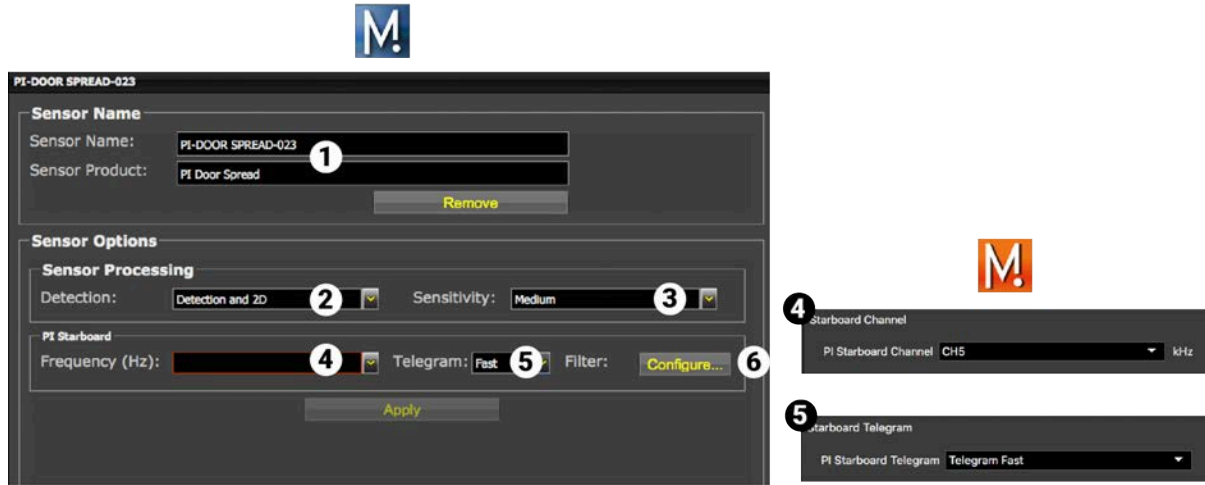 M.
PI-DOOR SPREAD-023
Sensor Name
Sensor Name: PI-DOOR SPREAD-023
1
Sensor Product: PI Door Spread
Remove
Sensor Options
Sensor Processing
Detection: Detection and 2D 2 Sensitivity: Medium 3
PI Starboard
Frequency (Hz): 4 Telegram: Fast 5 Filter: Configure... 6
Apply
M.
4
Starboard Channel
PI Starboard Channel CH5 kHz
5
Starboard Telegram
PI Starboard Telegram Telegram Fast